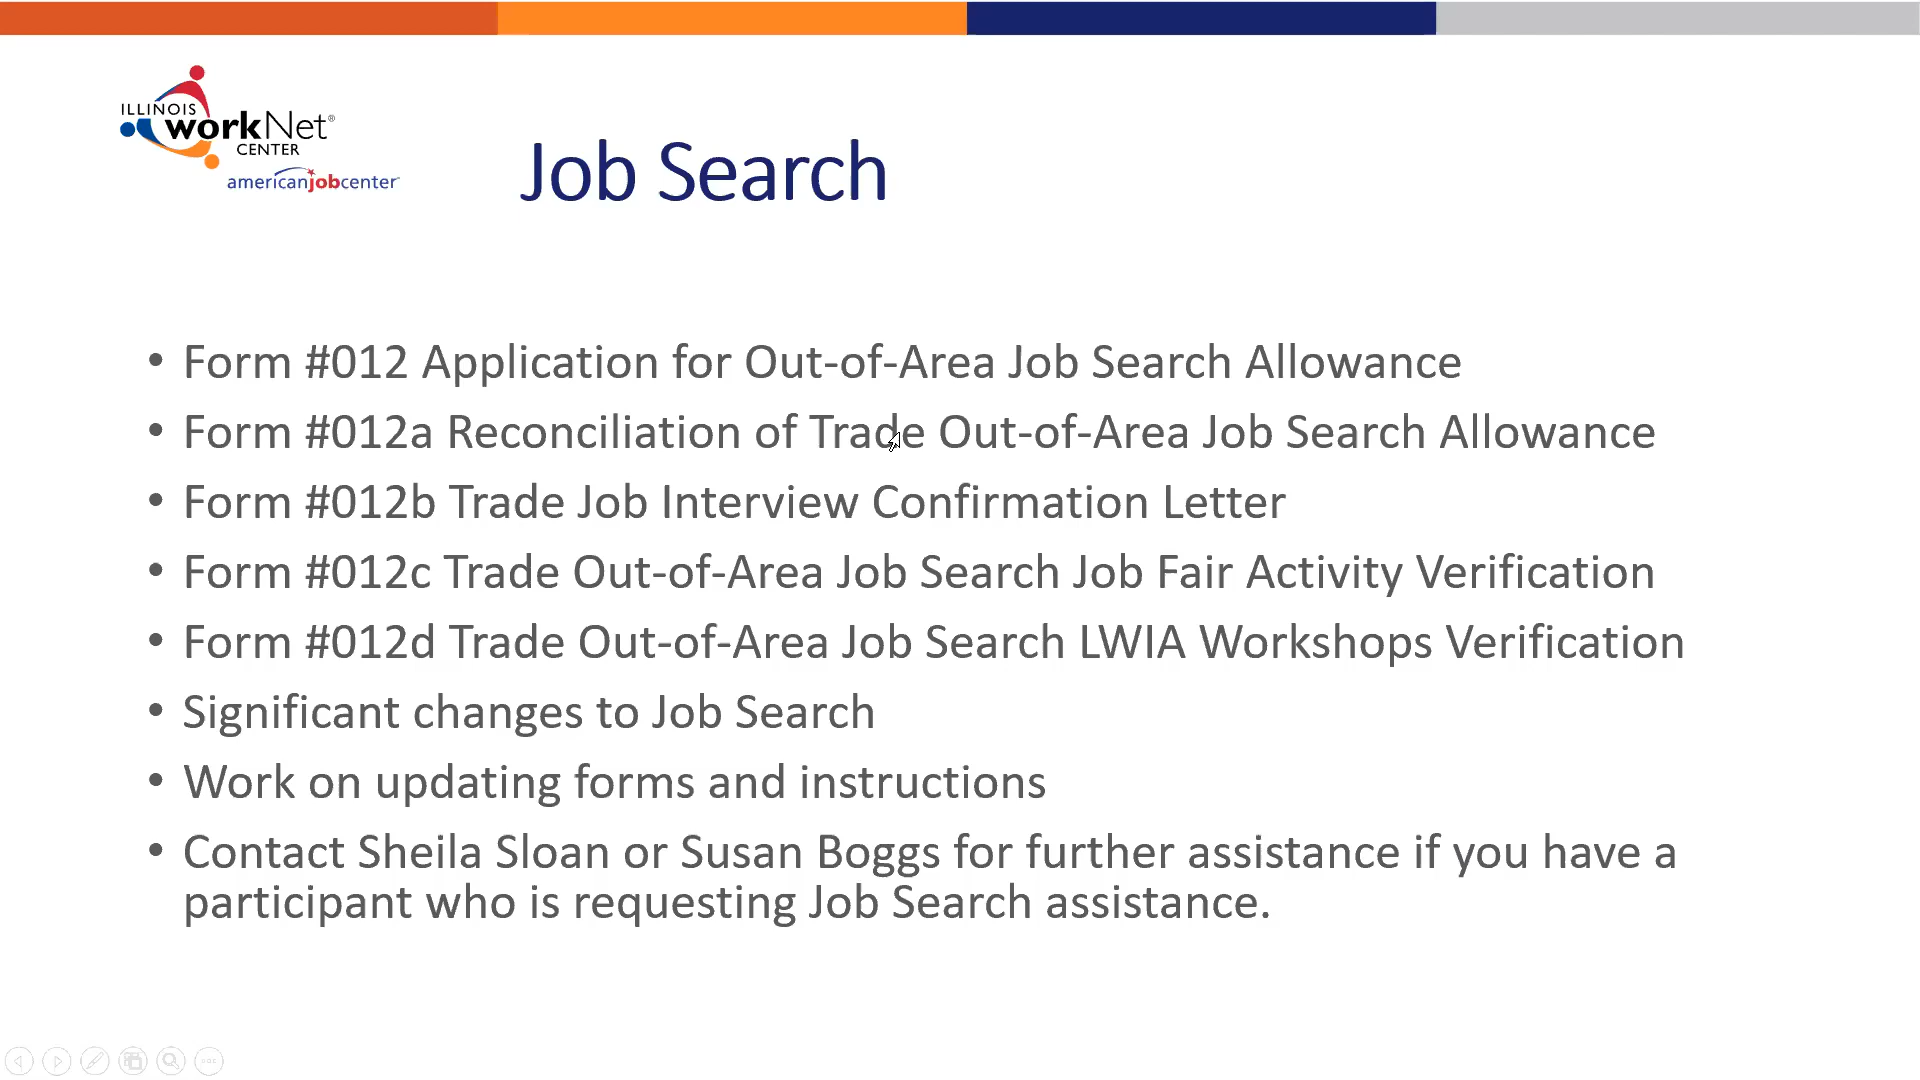 ILLINOIS
workNet®
CENTER
americanjobcenter™
Job Search
• Form #012 Application for Out-of-Area Job Search Allowance
• Form #012a Reconciliation of Trade Out-of-Area Job Search Allowance
• Form #012b Trade Job Interview Confirmation Letter
• Form #012c Trade Out-of-Area Job Search Job Fair Activity Verification
• Form #012d Trade Out-of-Area Job Search LWIA Workshops Verification
• Significant changes to Job Search
• Work on updating forms and instructions
• Contact Sheila Sloan or Susan Boggs for further assistance if you have a
participant who is requesting Job Search assistance.